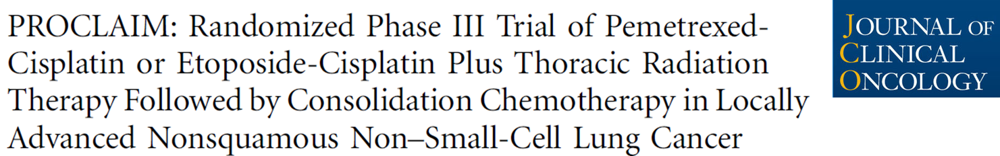 PROCLAIM: Randomized Phase III Trial of Pemetrexed-
Cisplatin or Etoposide-Cisplatin Plus Thoracic Radiation
Therapy Followed by Consolidation Chemotherapy in Locally
Advanced Nonsquamous Non–Small-Cell Lung Cancer
JOURNAL OF
CLINICAL
ONCOLOGY